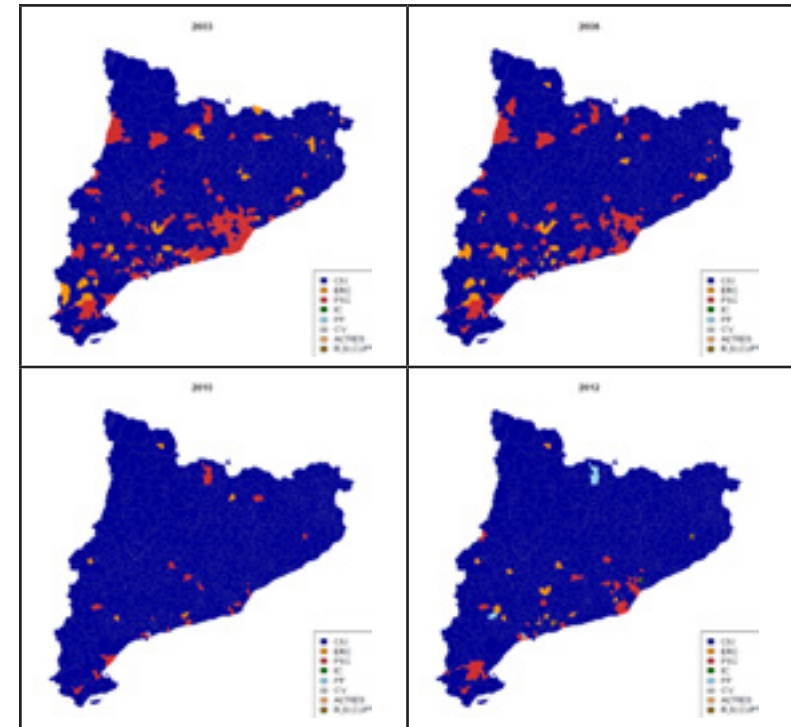 2003
CIU
ERC
PSC
IC
PP
CV
ALTRES
2006
CIU
ERC
PSC
IC
PP
CV
ALTRES
2010
CIU
ERC
PSC
IC
PP
CV
ALTRES
2012
CIU
ERC
PSC
IC
PP
CV
ALTRES